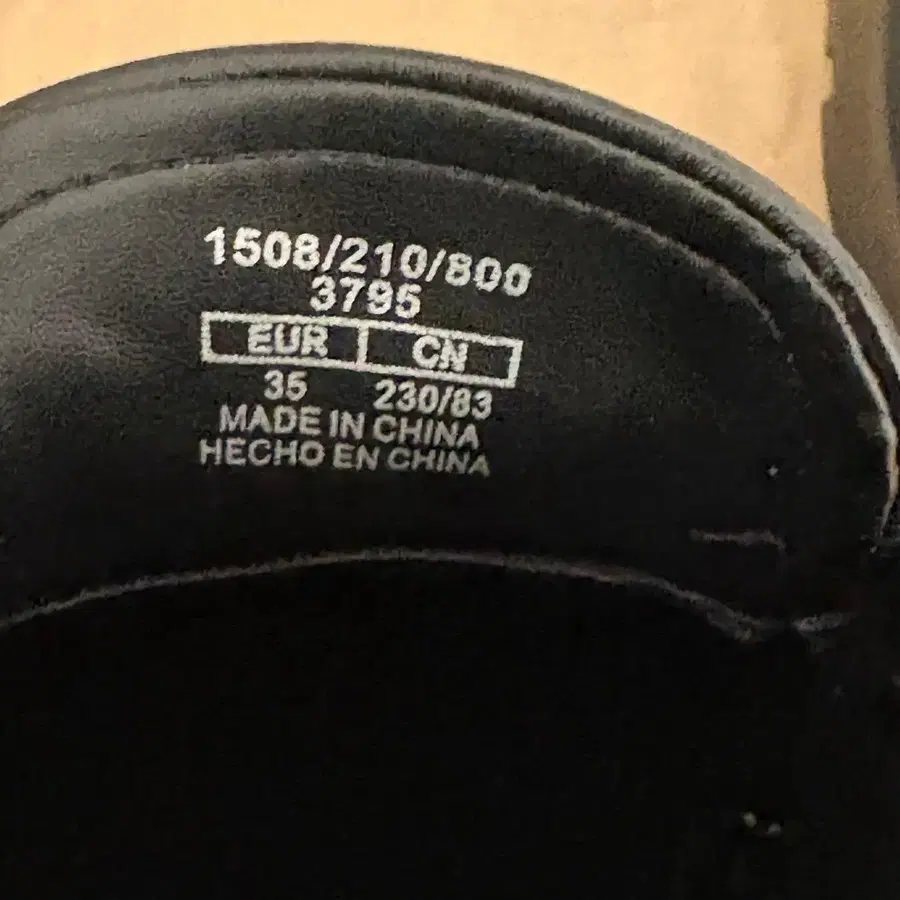 1508/210/800
3795
EUR CN
35 230/83
MADE IN CHINA
HECHO EN CHINA